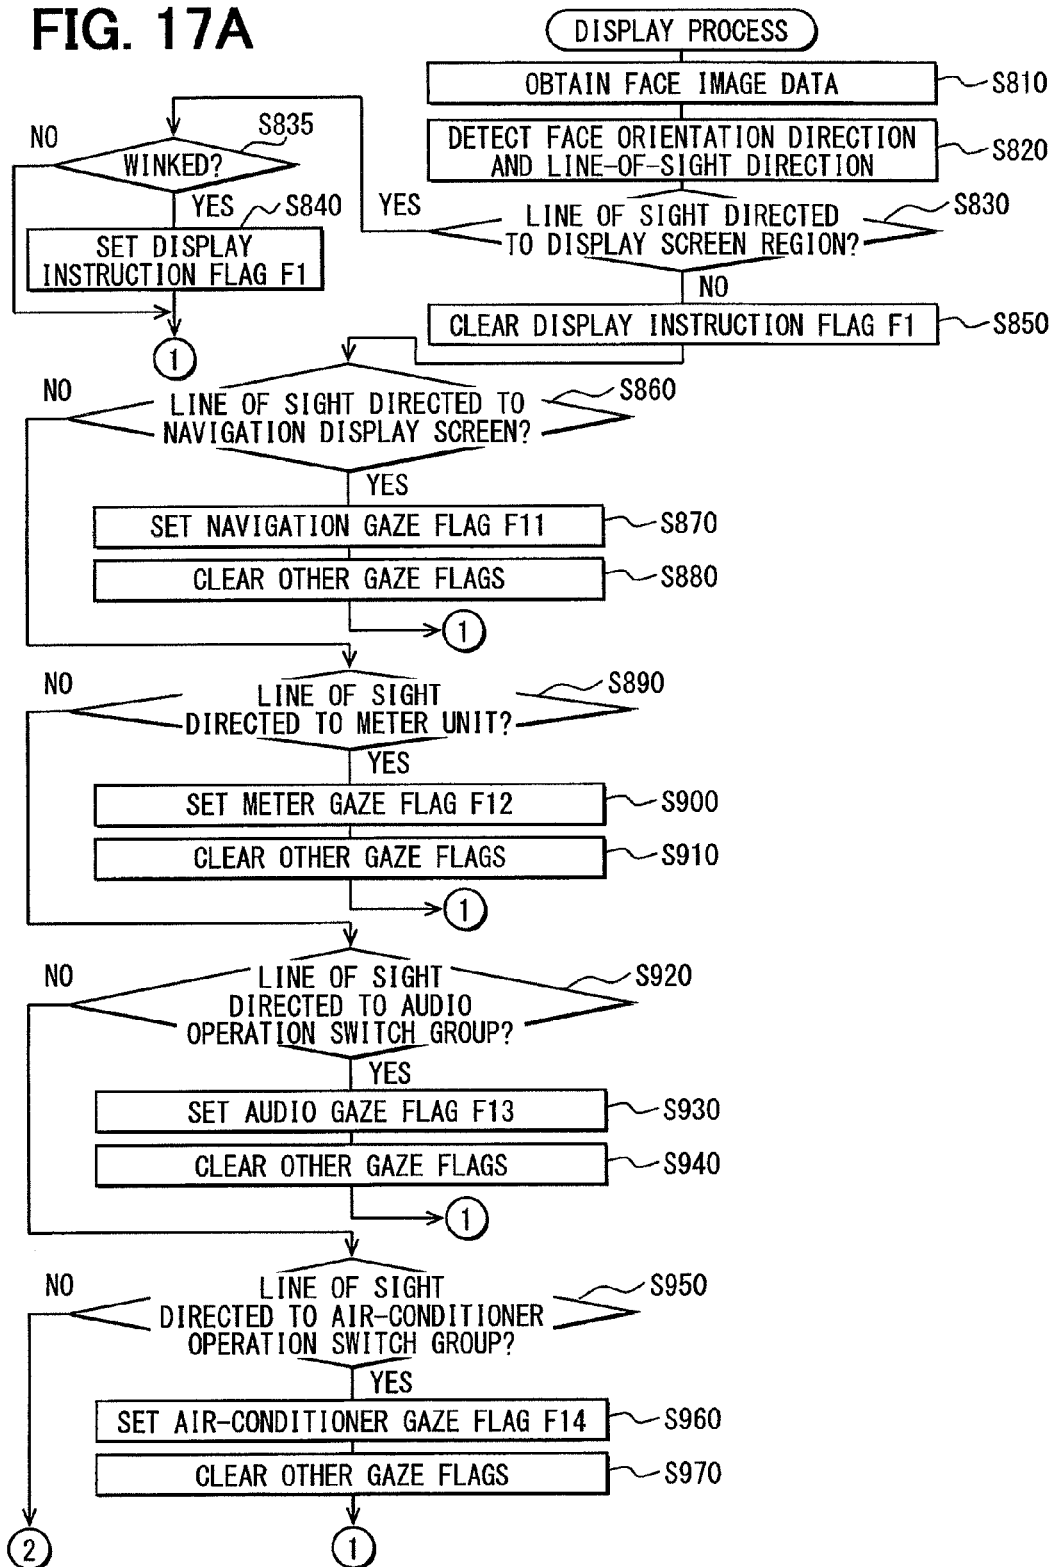 FIG. 17A
DISPLAY PROCESS
OBTAIN FACE IMAGE DATA
S810
DETECT FACE ORIENTATION DIRECTION
AND LINE-OF-SIGHT DIRECTION
S820
LINE OF SIGHT DIRECTED
TO DISPLAY SCREEN REGION?
S830
YES
NO
S835
WINKED?
NO
YES
S840
SET DISPLAY
INSTRUCTION FLAG F1
1
CLEAR DISPLAY INSTRUCTION FLAG F1
S850
NO
S860
LINE OF SIGHT DIRECTED TO
NAVIGATION DISPLAY SCREEN?
YES
SET NAVIGATION GAZE FLAG F11
S870
CLEAR OTHER GAZE FLAGS
S880
1
NO
S890
LINE OF SIGHT
DIRECTED TO METER UNIT?
YES
SET METER GAZE FLAG F12
S900
CLEAR OTHER GAZE FLAGS
S910
1
NO
S920
LINE OF SIGHT
DIRECTED TO AUDIO
OPERATION SWITCH GROUP?
YES
SET AUDIO GAZE FLAG F13
S930
CLEAR OTHER GAZE FLAGS
S940
1
NO
S950
LINE OF SIGHT
DIRECTED TO AIR-CONDITIONER
OPERATION SWITCH GROUP?
YES
SET AIR-CONDITIONER GAZE FLAG F14
S960
CLEAR OTHER GAZE FLAGS
S970
2
1